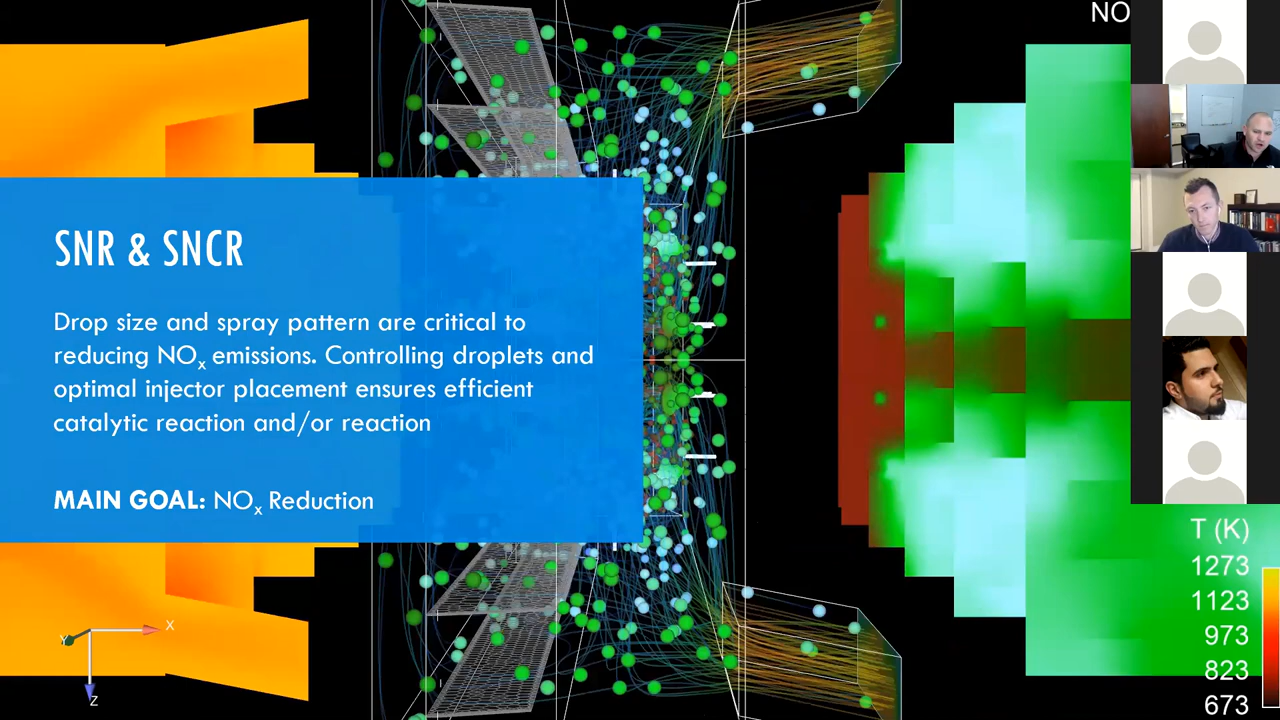 NO
SNR & SNCR
Drop size and spray pattern are critical to
reducing NOx emissions. Controlling droplets and
optimal injector placement ensures efficient
catalytic reaction and/or reaction
MAIN GOAL: NOx Reduction
T (K)
1273
1123
973
823
673
X
Y
Z